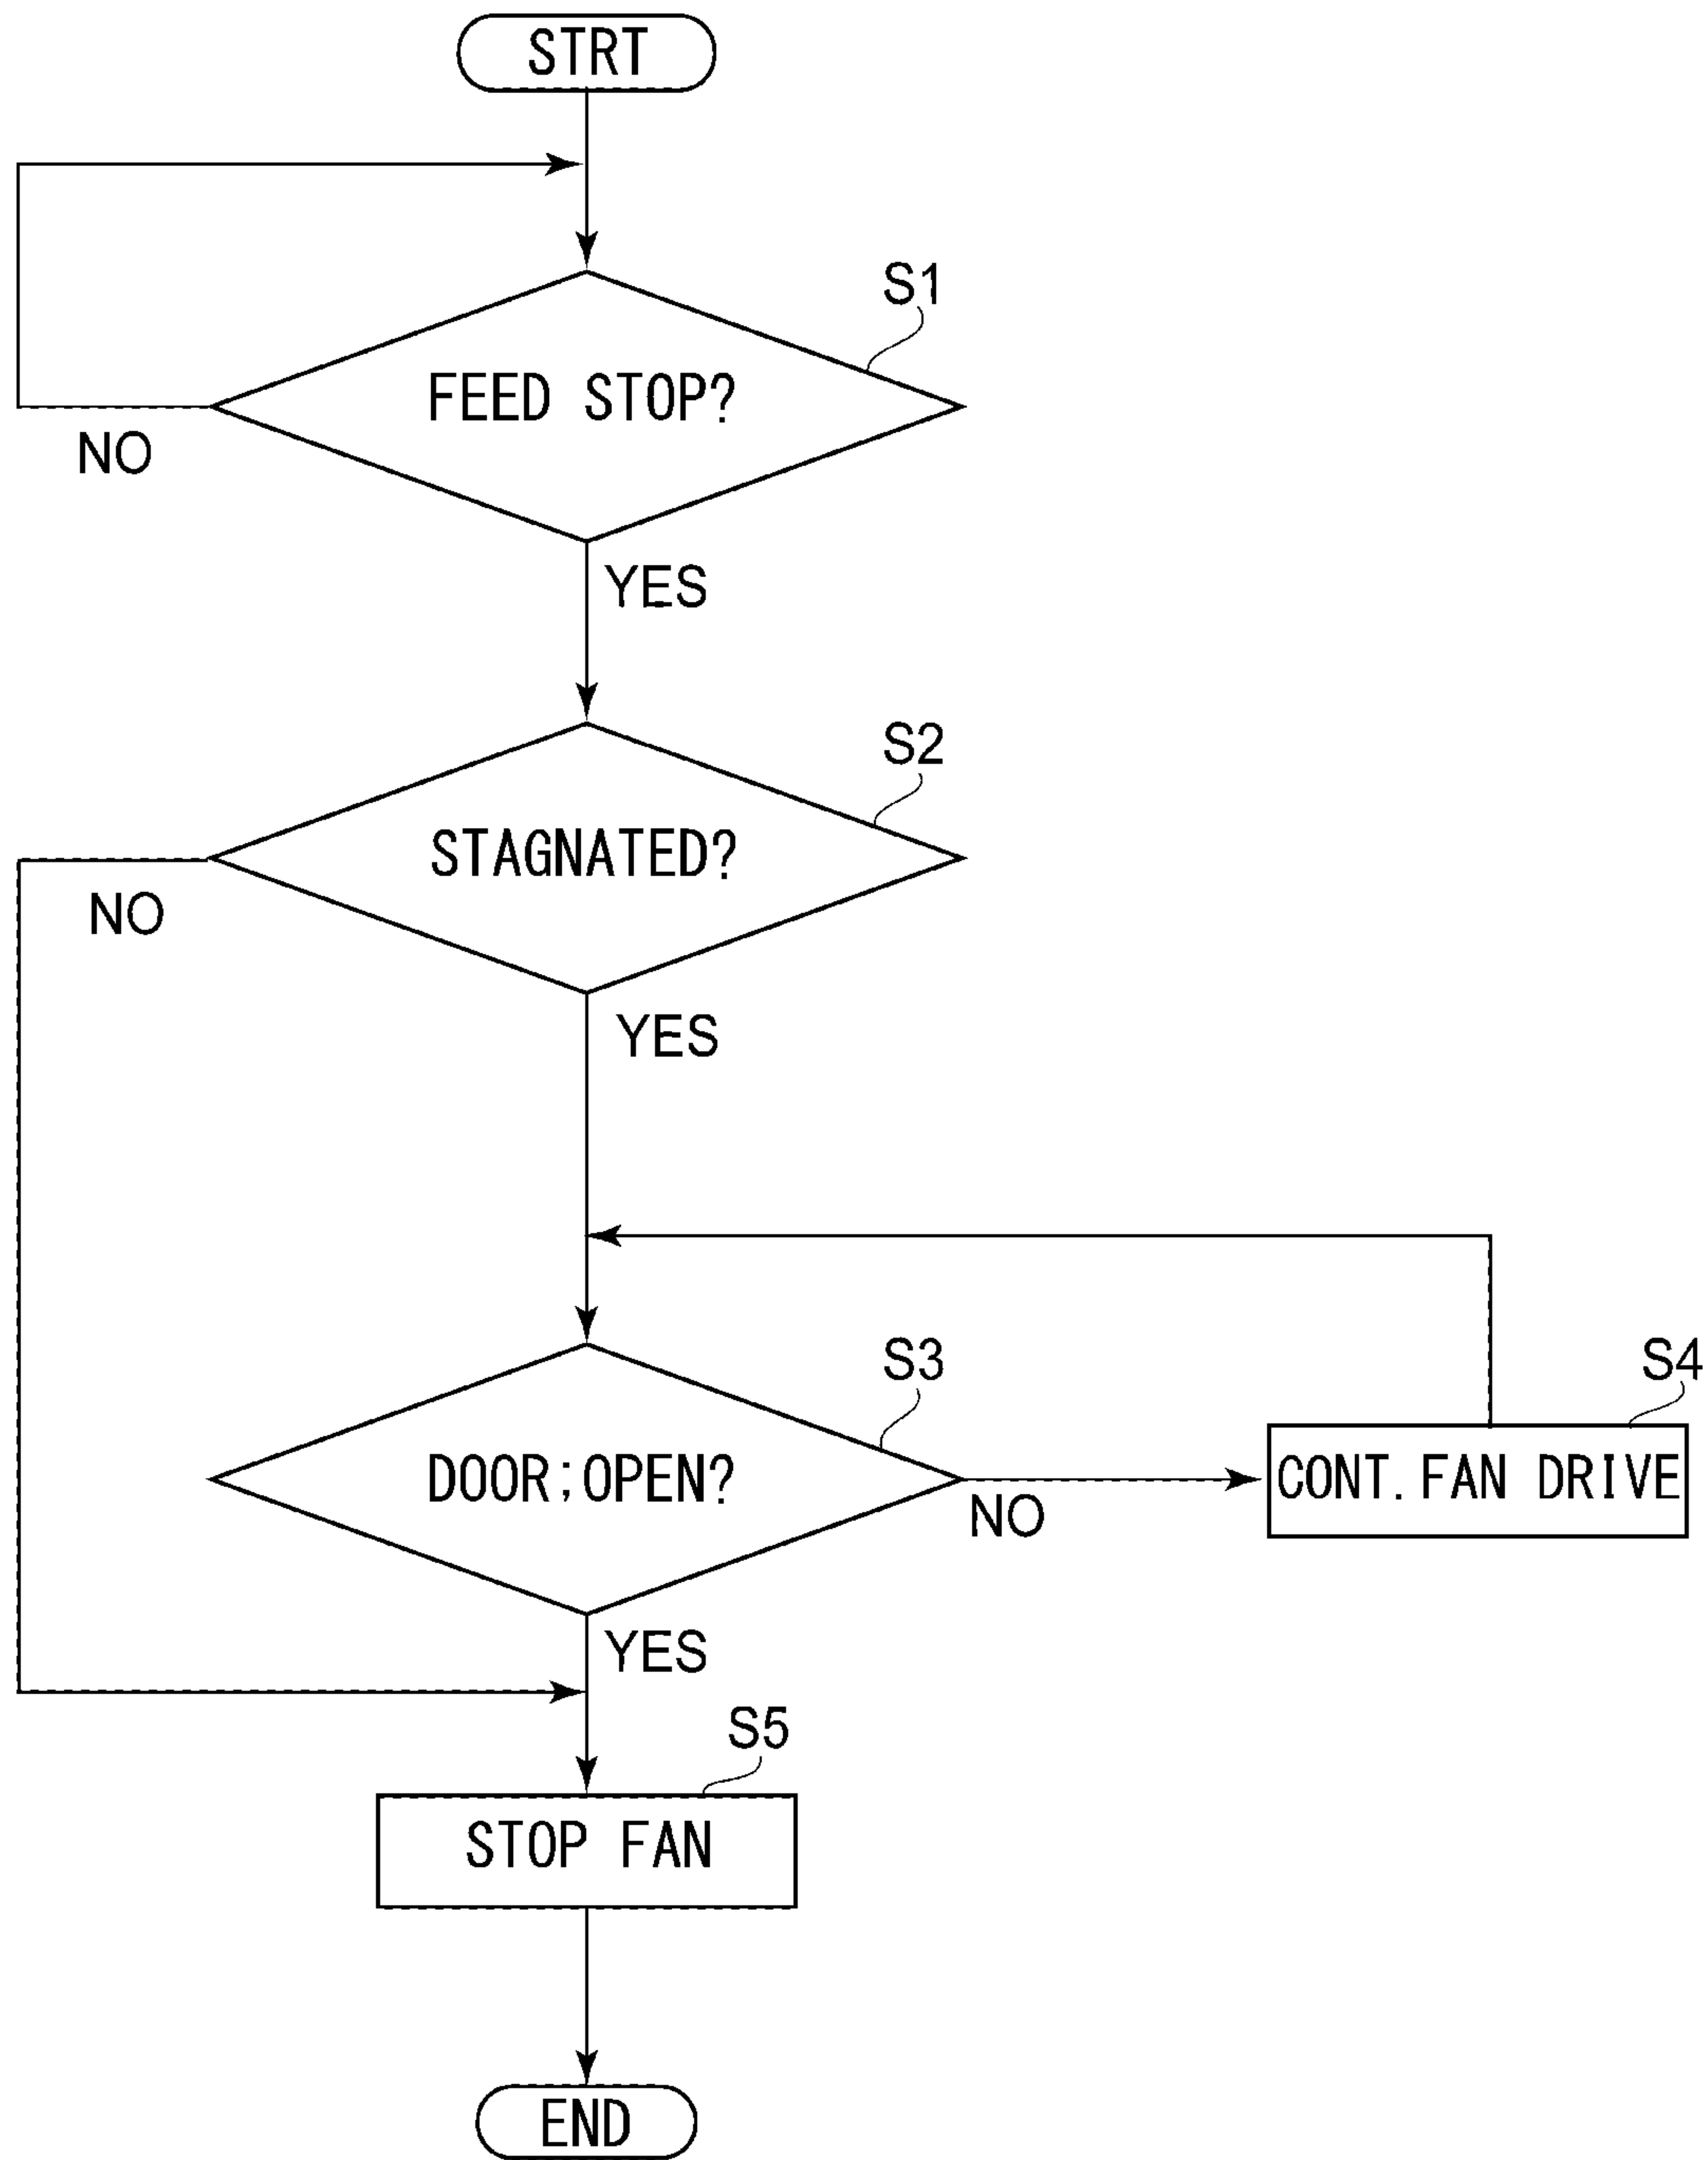 STRT
S1
FEED STOP?
NO
YES
S2
STAGNATED?
NO
YES
S3
S4
DOOR;OPEN?
CONT.FAN DRIVE
NO
YES
S5
STOP FAN
END